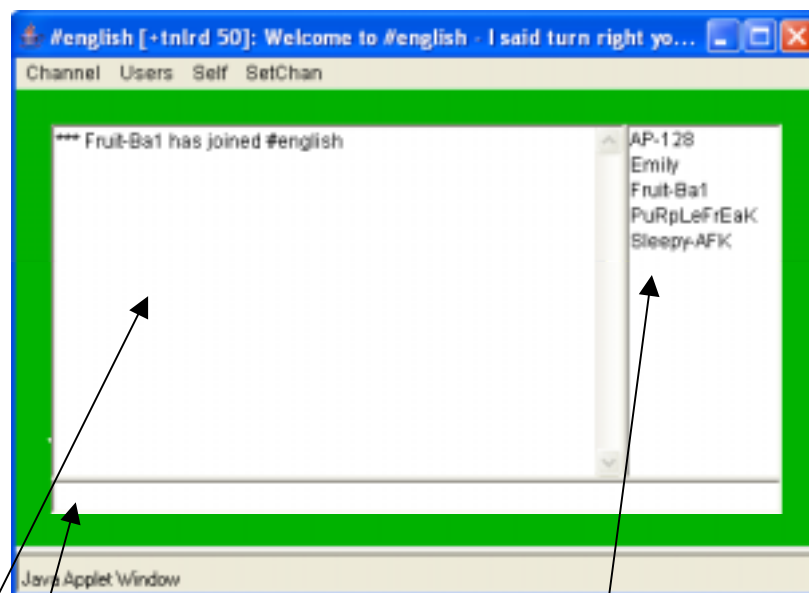 #english [+tnlrd 50]: Welcome to #english - I said turn right yo...
Channel Users Self SetChan
*** Fruit-Ba1 has joined #english
AP-128
Emily
Fruit-Ba1
PuRpLeFrEaK
Sleepy-AFK
Java Applet Window